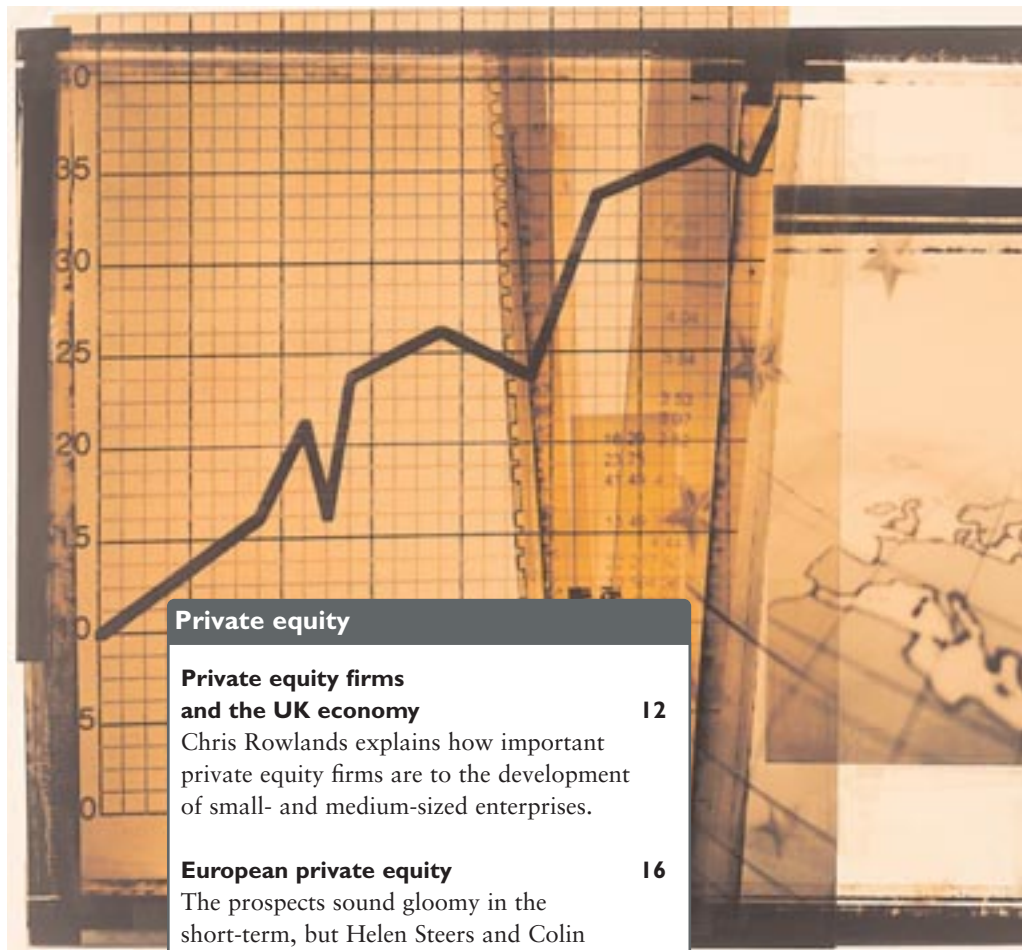 40
35
30
25
20
15
10
5
0
Private equity
Private equity firms
and the UK economy 12
Chris Rowlands explains how important
private equity firms are to the development
of small- and medium-sized enterprises.
European private equity 16
The prospects sound gloomy in the
short-term, but Helen Steers and Colin